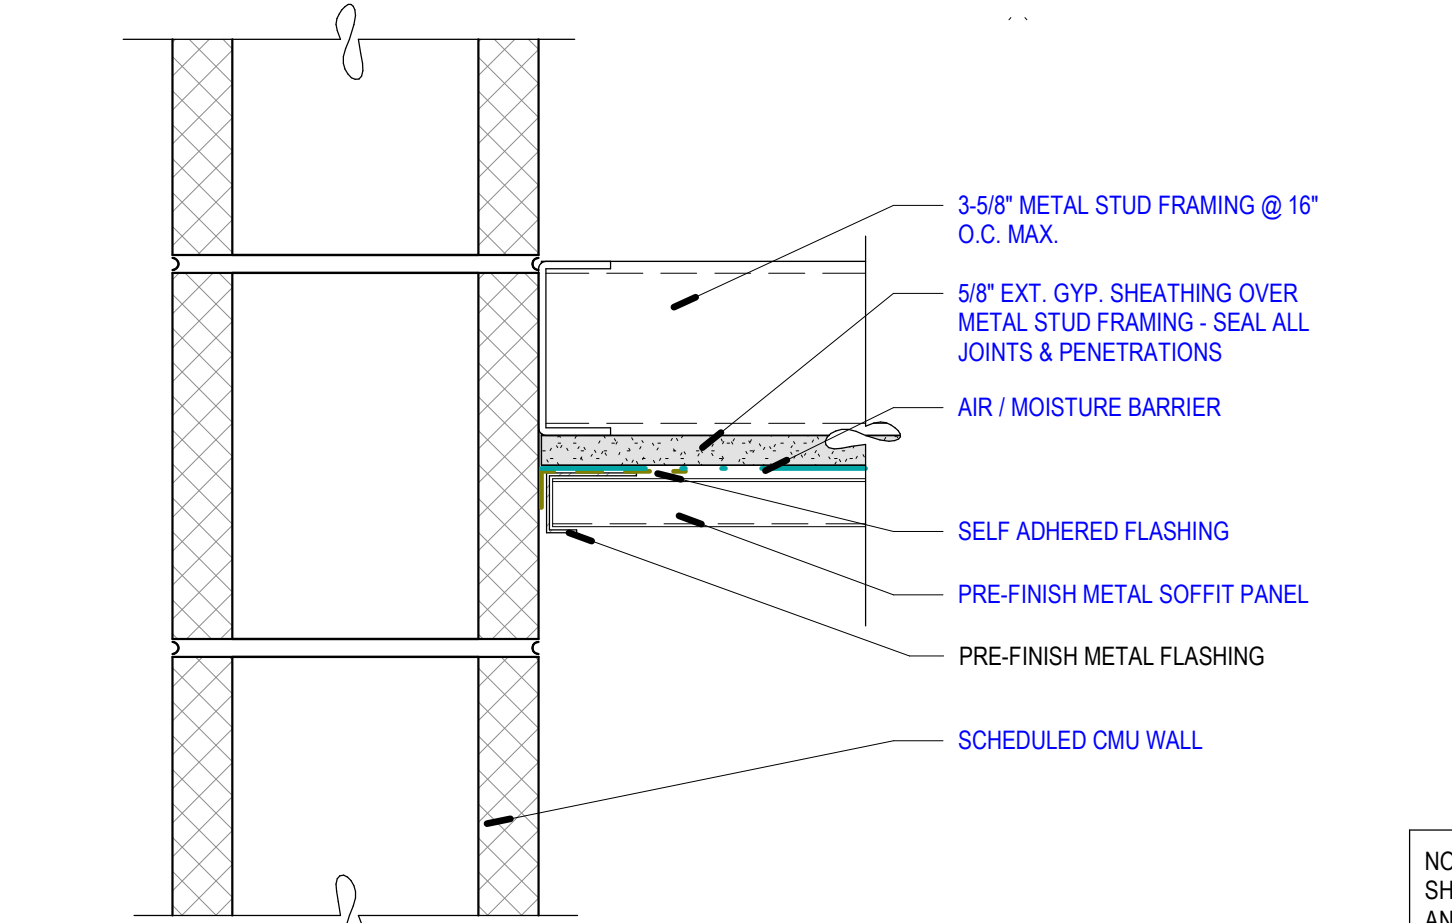 3-5/8" METAL STUD FRAMING @ 16"
O.C. MAX.
5/8" EXT. GYP. SHEATHING OVER
METAL STUD FRAMING - SEAL ALL
JOINTS & PENETRATIONS
AIR / MOISTURE BARRIER
SELF ADHERED FLASHING
PRE-FINISH METAL SOFFIT PANEL
PRE-FINISH METAL FLASHING
SCHEDULED CMU WALL